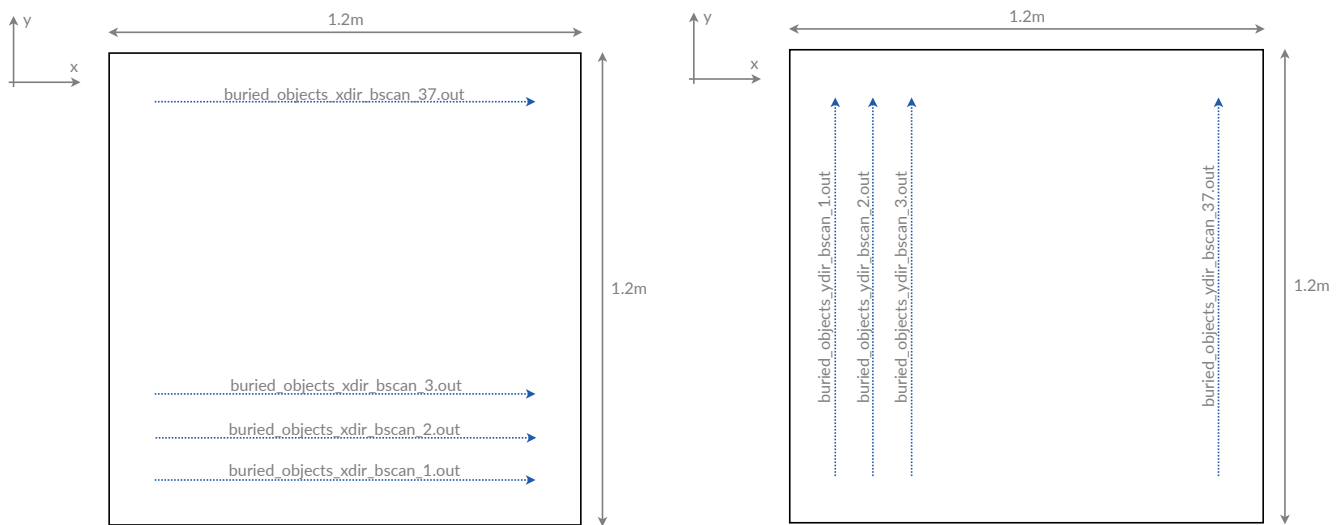 y
x
1.2m
buried_objects_xdir_bscan_37.out
buried_objects_xdir_bscan_3.out
buried_objects_xdir_bscan_2.out
buried_objects_xdir_bscan_1.out
1.2m
y
x
1.2m
buried_objects_ydir_bscan_1.out
buried_objects_ydir_bscan_2.out
buried_objects_ydir_bscan_3.out
buried_objects_ydir_bscan_37.out
1.2m